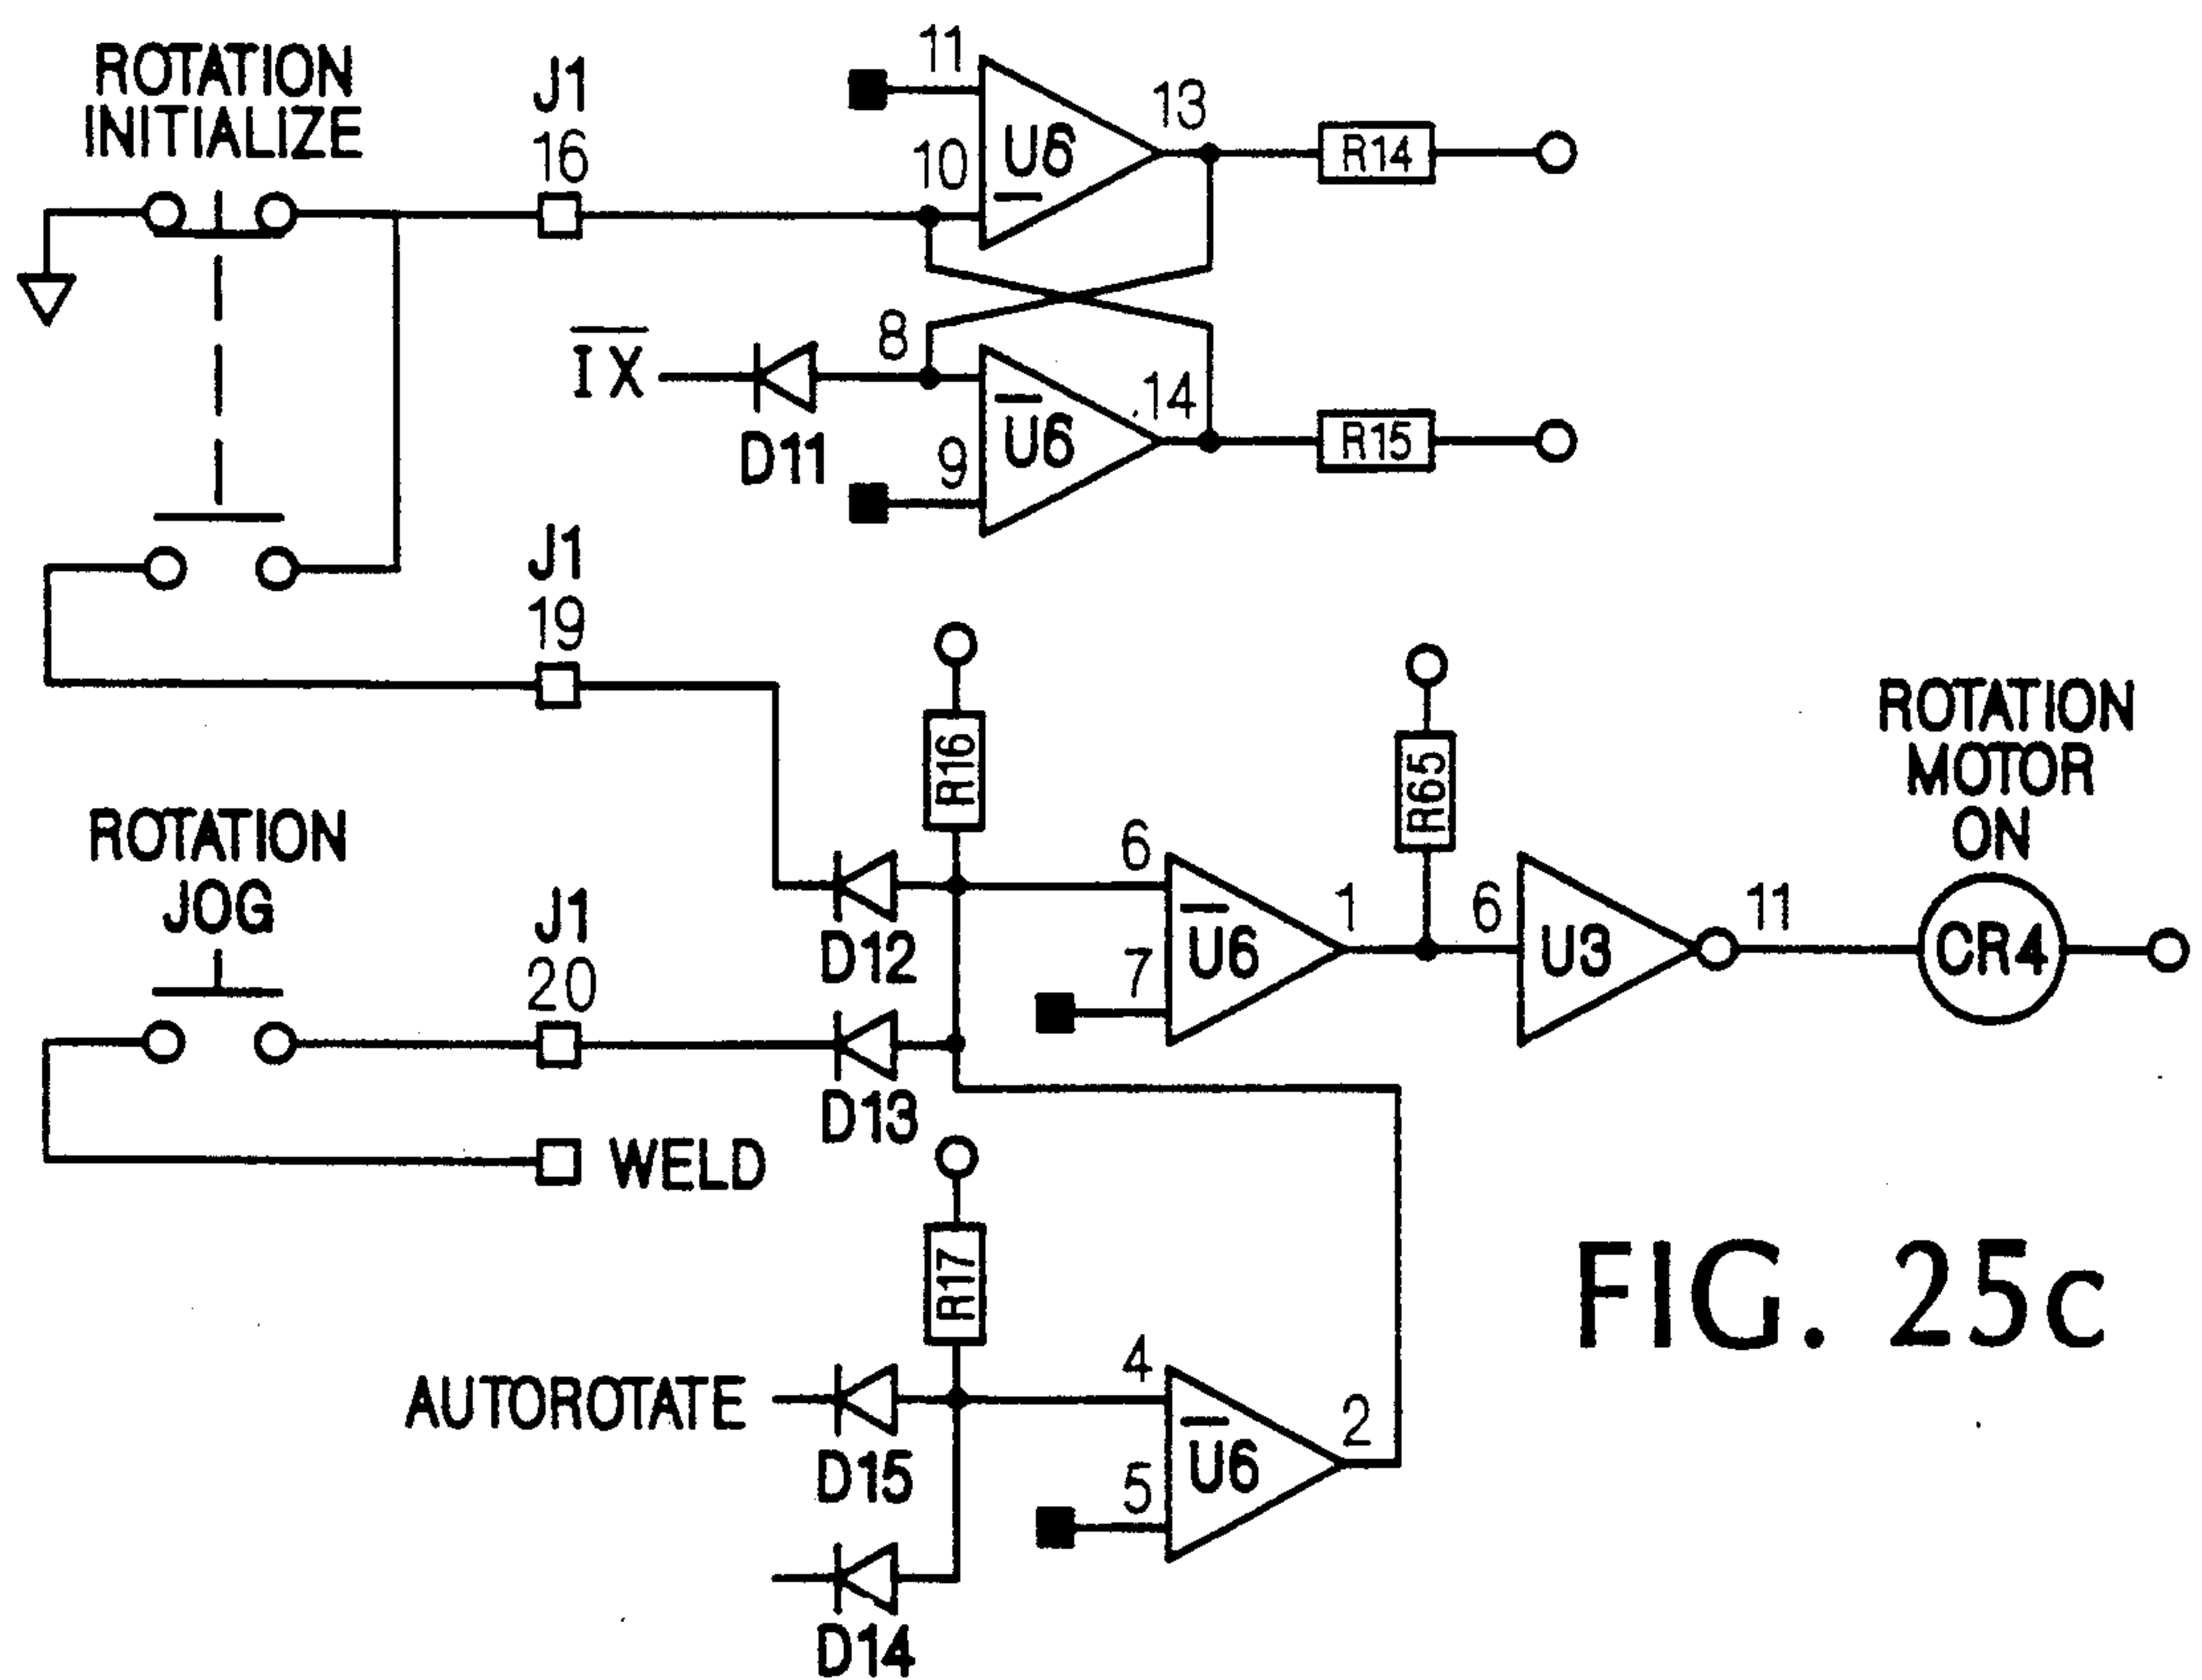 ROTATION
INITIALIZE
J1
16
11
10
U6
13
R14
IX
D11
8
9
U6
14
R15
J1
19
R16
R65
ROTATION
MOTOR
ON
ROTATION
JOG
J1
20
D12
D13
6
7
U6
1
6
U3
11
CR4
WELD
R17
AUTOROTATE
D15
D14
4
5
U6
2
FIG. 25c